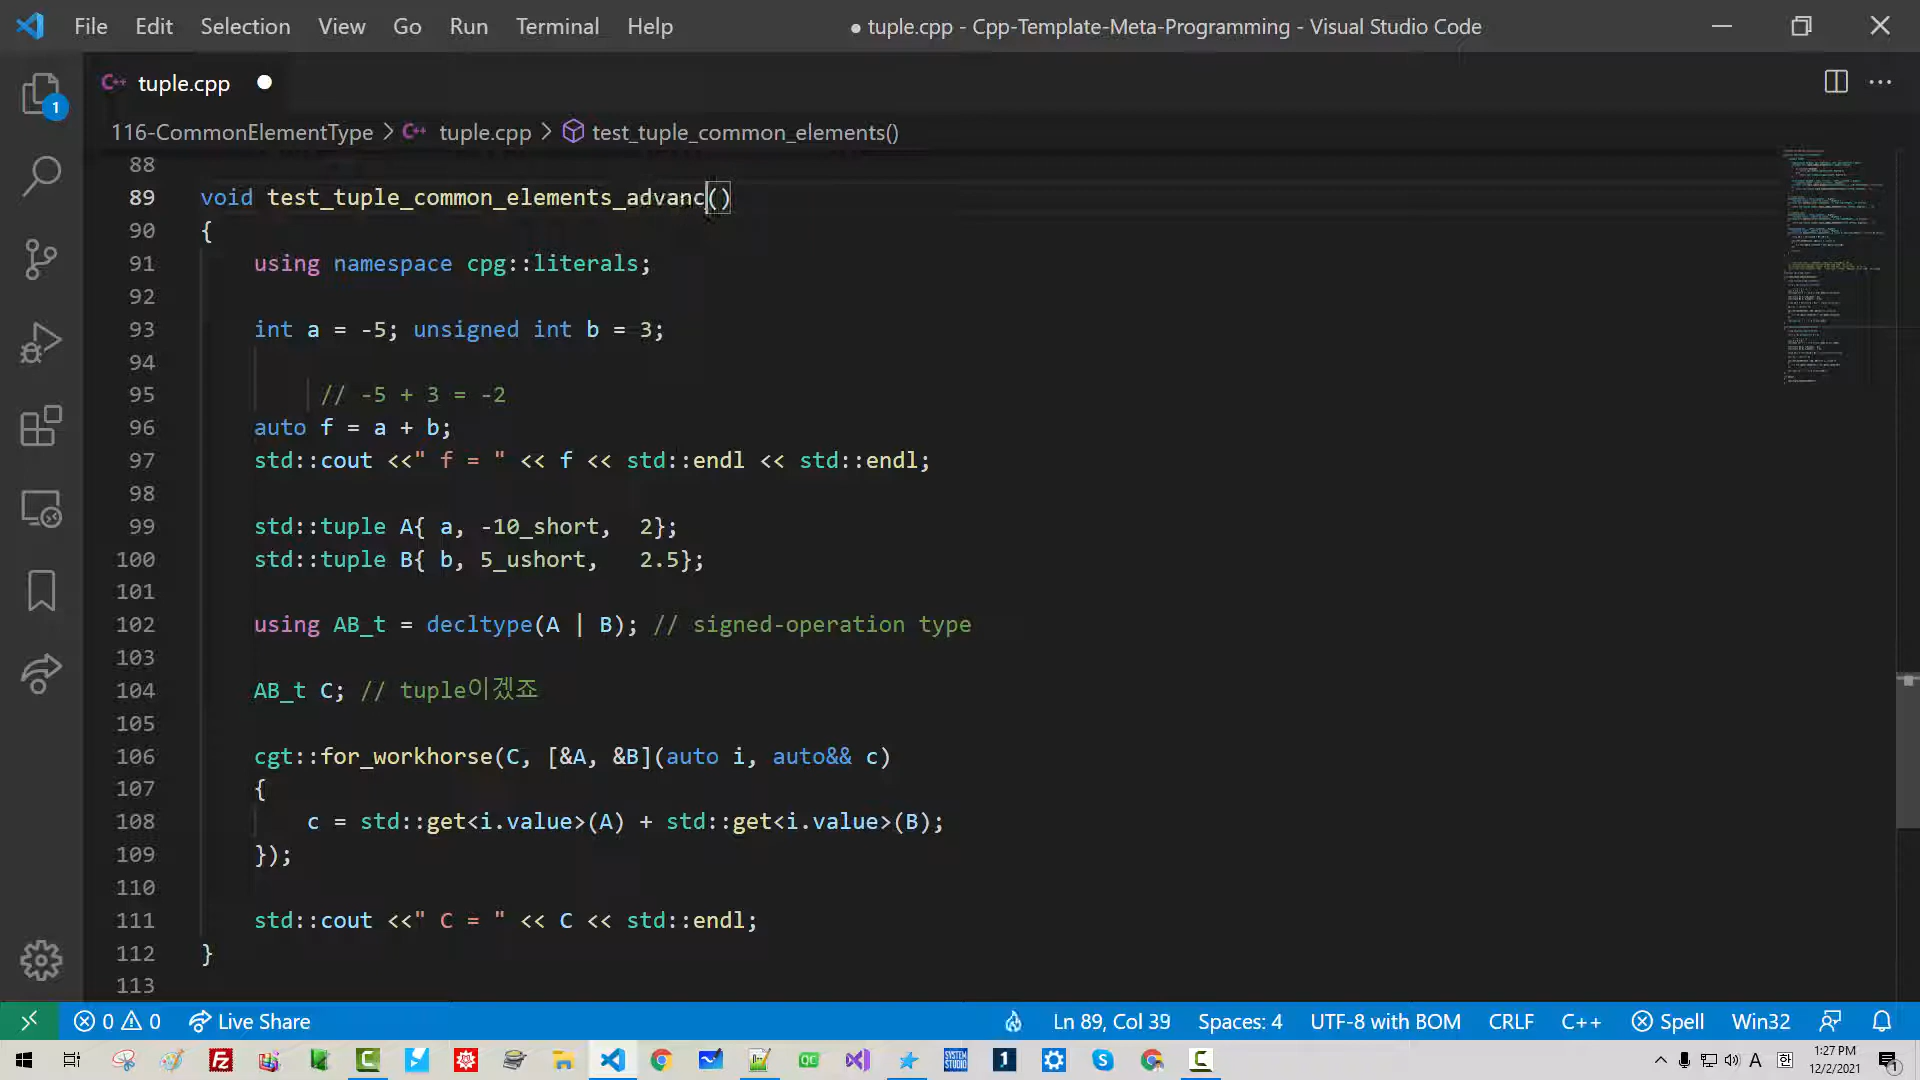 File Edit Selection View Go Run Terminal Help
● tuple.cpp - Cpp-Template-Meta-Programming - Visual Studio Code
tuple.cpp
116-CommonElementType > tuple.cpp > test_tuple_common_elements()
88
89 void test_tuple_common_elements_advanc()
90 {
91 using namespace cpg::literals;
92
93 int a = -5; unsigned int b = 3;
94
95 // -5 + 3 = -2
96 auto f = a + b;
97 std::cout <<" f = " << f << std::endl << std::endl;
98
99 std::tuple A{ a, -10_short, 2};
100 std::tuple B{ b, 5_ushort, 2.5};
101
102 using AB_t = decltype(A | B); // signed-operation type
103
104 AB_t C; // tuple이겠죠
105
106 cgt::for_workhorse(C, [&A, &B](auto i, auto&& c)
107 {
108 c = std::get<i.value>(A) + std::get<i.value>(B);
109 });
110
111 std::cout <<" C = " << C << std::endl;
112 }
113
1
0 0 Live Share Ln 89, Col 39 Spaces: 4 UTF-8 with BOM CRLF C++ Spell Win32
A 한 1:27 PM
12/2/2021